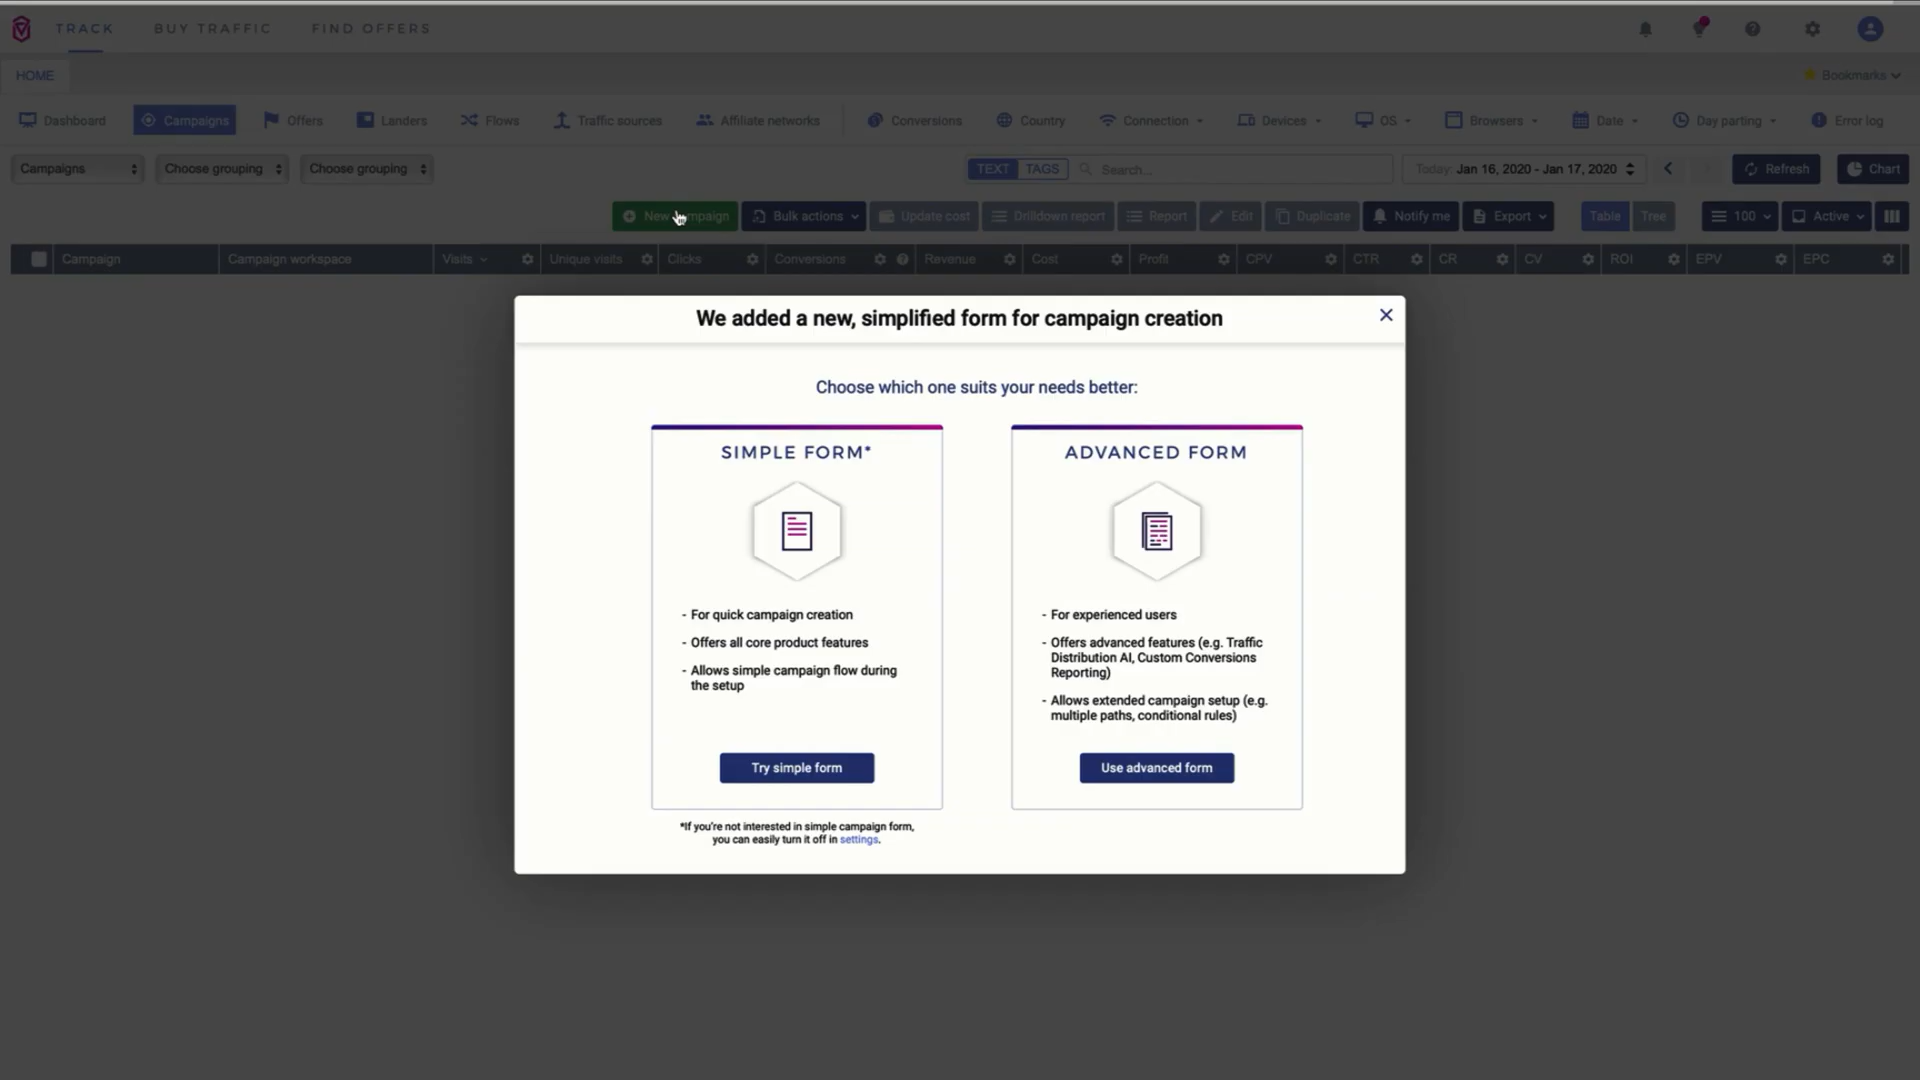 TRACK BUY TRAFFIC FIND OFFERS
HOME Bookmarks
Dashboard Campaigns Offers Landers Flows Traffic sources Affiliate networks Conversions Country Connection Devices OS Browsers Date Day parting Error log
Campaigns Choose grouping Choose grouping TEXT TAGS Search... Today: Jan 16, 2020 - Jan 17, 2020 Refresh Chart
New campaign Bulk actions Update cost Drilldown report Report Edit Duplicate Notify me Export Table Tree 100 Active
Campaign Campaign workspace Visits Unique visits Clicks Conversions Revenue Cost Profit CPV CTR CR CV ROI EPV EPC
We added a new, simplified form for campaign creation
Choose which one suits your needs better:
SIMPLE FORM*
- For quick campaign creation
- Offers all core product features
- Allows simple campaign flow during
the setup
Try simple form
*If you're not interested in simple campaign form,
you can easily turn it off in settings.
ADVANCED FORM
- For experienced users
- Offers advanced features (e.g. Traffic
Distribution AI, Custom Conversions
Reporting)
- Allows extended campaign setup (e.g.
multiple paths, conditional rules)
Use advanced form